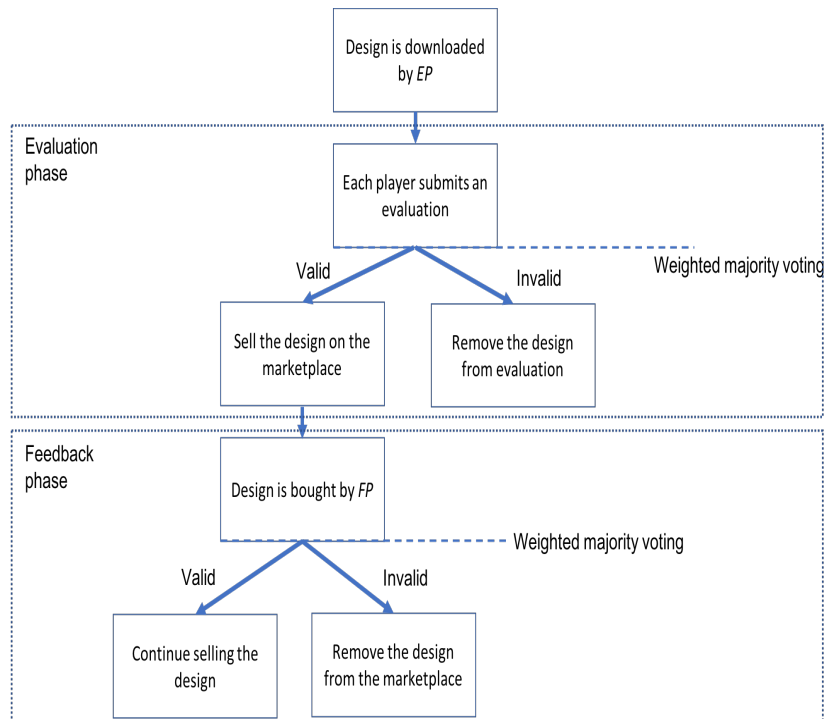 Design is downloaded
by EP
Evaluation
phase
Each player submits an
evaluation
Weighted majority voting
Valid
Invalid
Sell the design on the
marketplace
Remove the design
from evaluation
Feedback
phase
Design is bought by FP
Weighted majority voting
Valid
Invalid
Continue selling the
design
Remove the design
from the marketplace